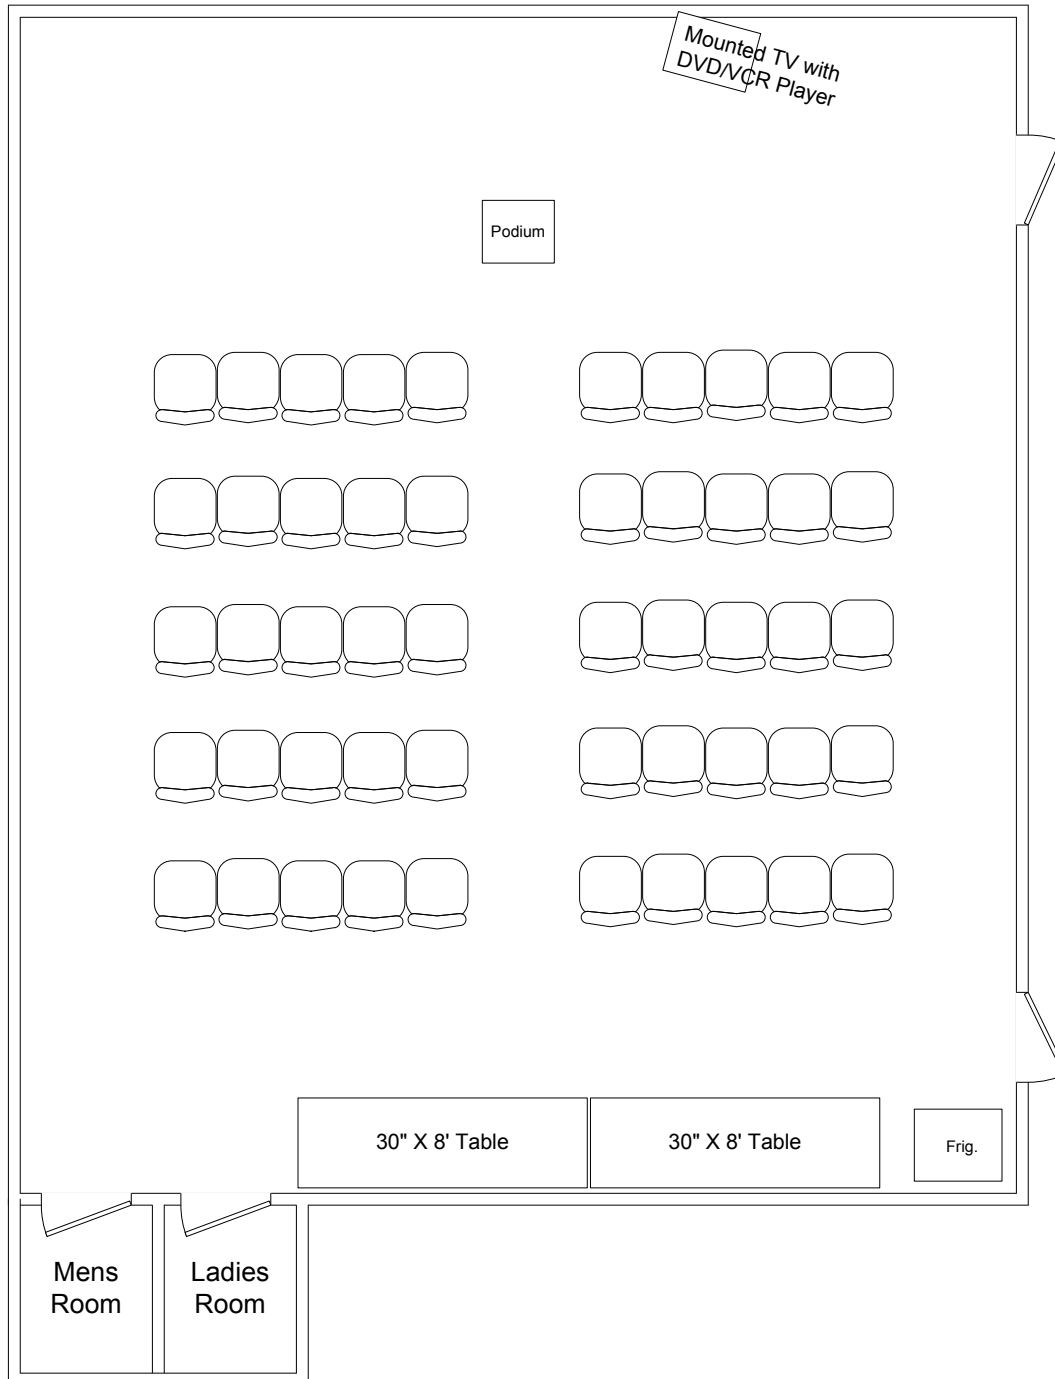 Mounted TV with
DVD/VCR Player
Podium
30" X 8' Table
30" X 8' Table
Frig.
Mens
Room
Ladies
Room